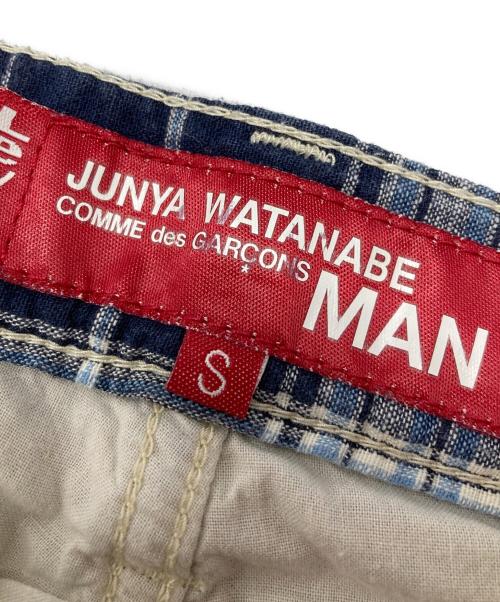 JUNYA WATANABE
COMME des GARÇONS
MAN
S